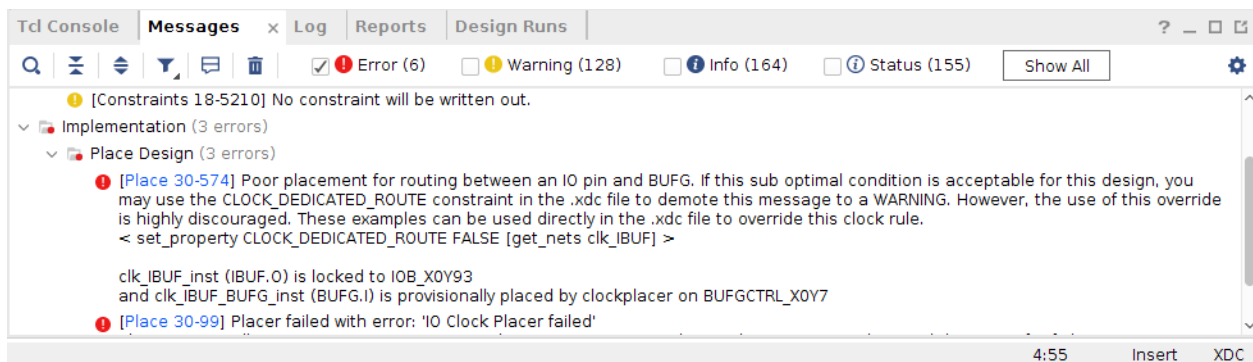 Tcl Console Messages × Log Reports Design Runs ? _
Error (6) Warning (128) Info (164) Status (155) Show All
[Constraints 18-5210] No constraint will be written out.
Implementation (3 errors)
Place Design (3 errors)
[Place 30-574] Poor placement for routing between an IO pin and BUFG. If this sub optimal condition is acceptable for this design, you
may use the CLOCK_DEDICATED_ROUTE constraint in the .xdc file to demote this message to a WARNING. However, the use of this override
is highly discouraged. These examples can be used directly in the .xdc file to override this clock rule.
< set_property CLOCK_DEDICATED_ROUTE FALSE [get_nets clk_IBUF] >
clk_IBUF_inst (IBUF.O) is locked to IOB_X0Y93
and clk_IBUF_BUFG_inst (BUFG.I) is provisionally placed by clockplacer on BUFGCTRL_X0Y7
[Place 30-99] Placer failed with error: 'IO Clock Placer failed'
4:55 Insert XDC